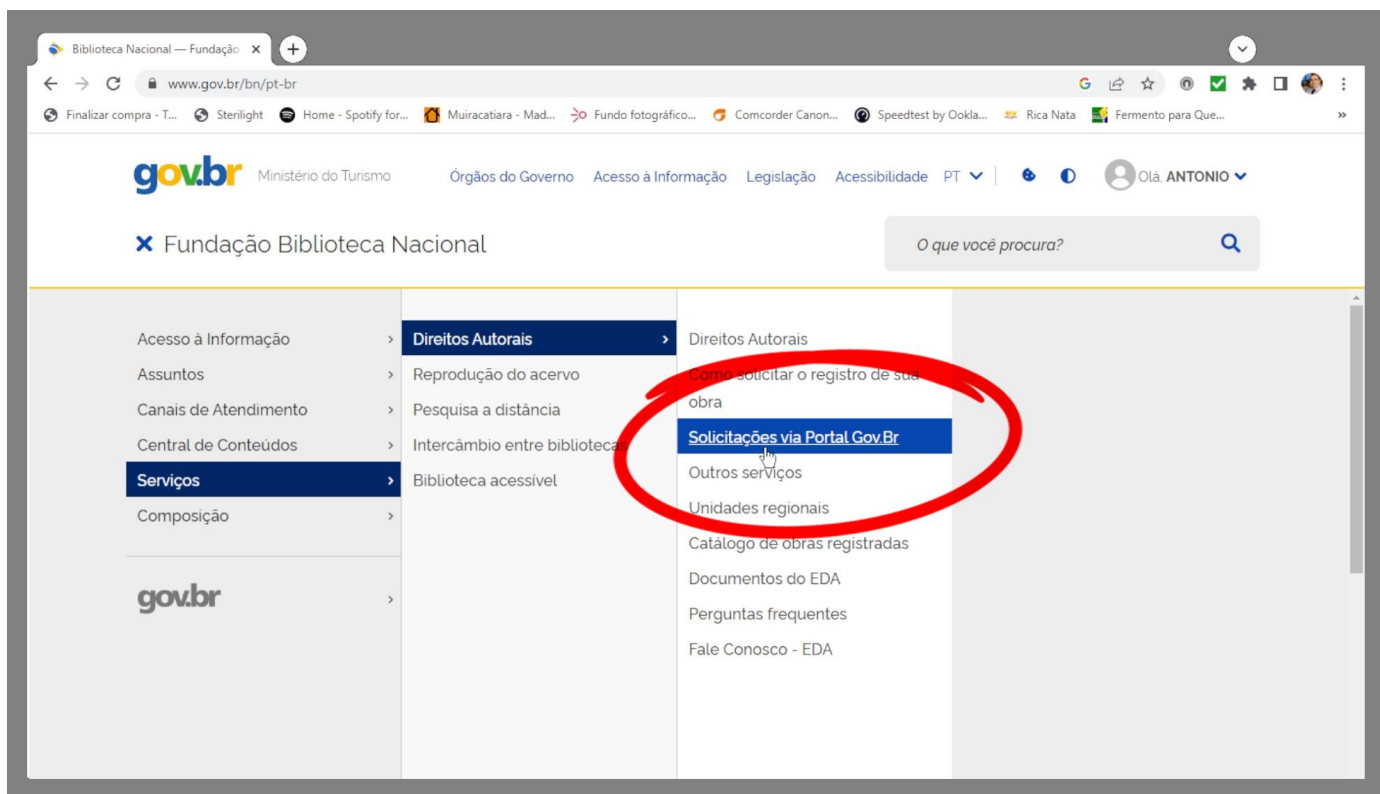 Biblioteca Nacional — Fundação
www.gov.br/bn/pt-br
Finalizar compra - T... Sterilight Home - Spotify for... Muiracatiara - Mad... Fundo fotográfico... Comcorder Canon... Speedtest by Ookla... Rica Nata Fermento para Que... »
gov.br Ministério do Turismo Órgãos do Governo Acesso à Informação Legislação Acessibilidade PT Olá, ANTONIO
Fundação Biblioteca Nacional O que você procura?
Acesso à Informação
Assuntos
Canais de Atendimento
Central de Conteúdos
Serviços
Composição
gov.br
Direitos Autorais
Reprodução do acervo
Pesquisa a distância
Intercâmbio entre bibliotecas
Biblioteca acessível
Direitos Autorais
Como solicitar o registro de sua
obra
Solicitações via Portal Gov.Br
Outros serviços
Unidades regionais
Catálogo de obras registradas
Documentos do EDA
Perguntas frequentes
Fale Conosco - EDA